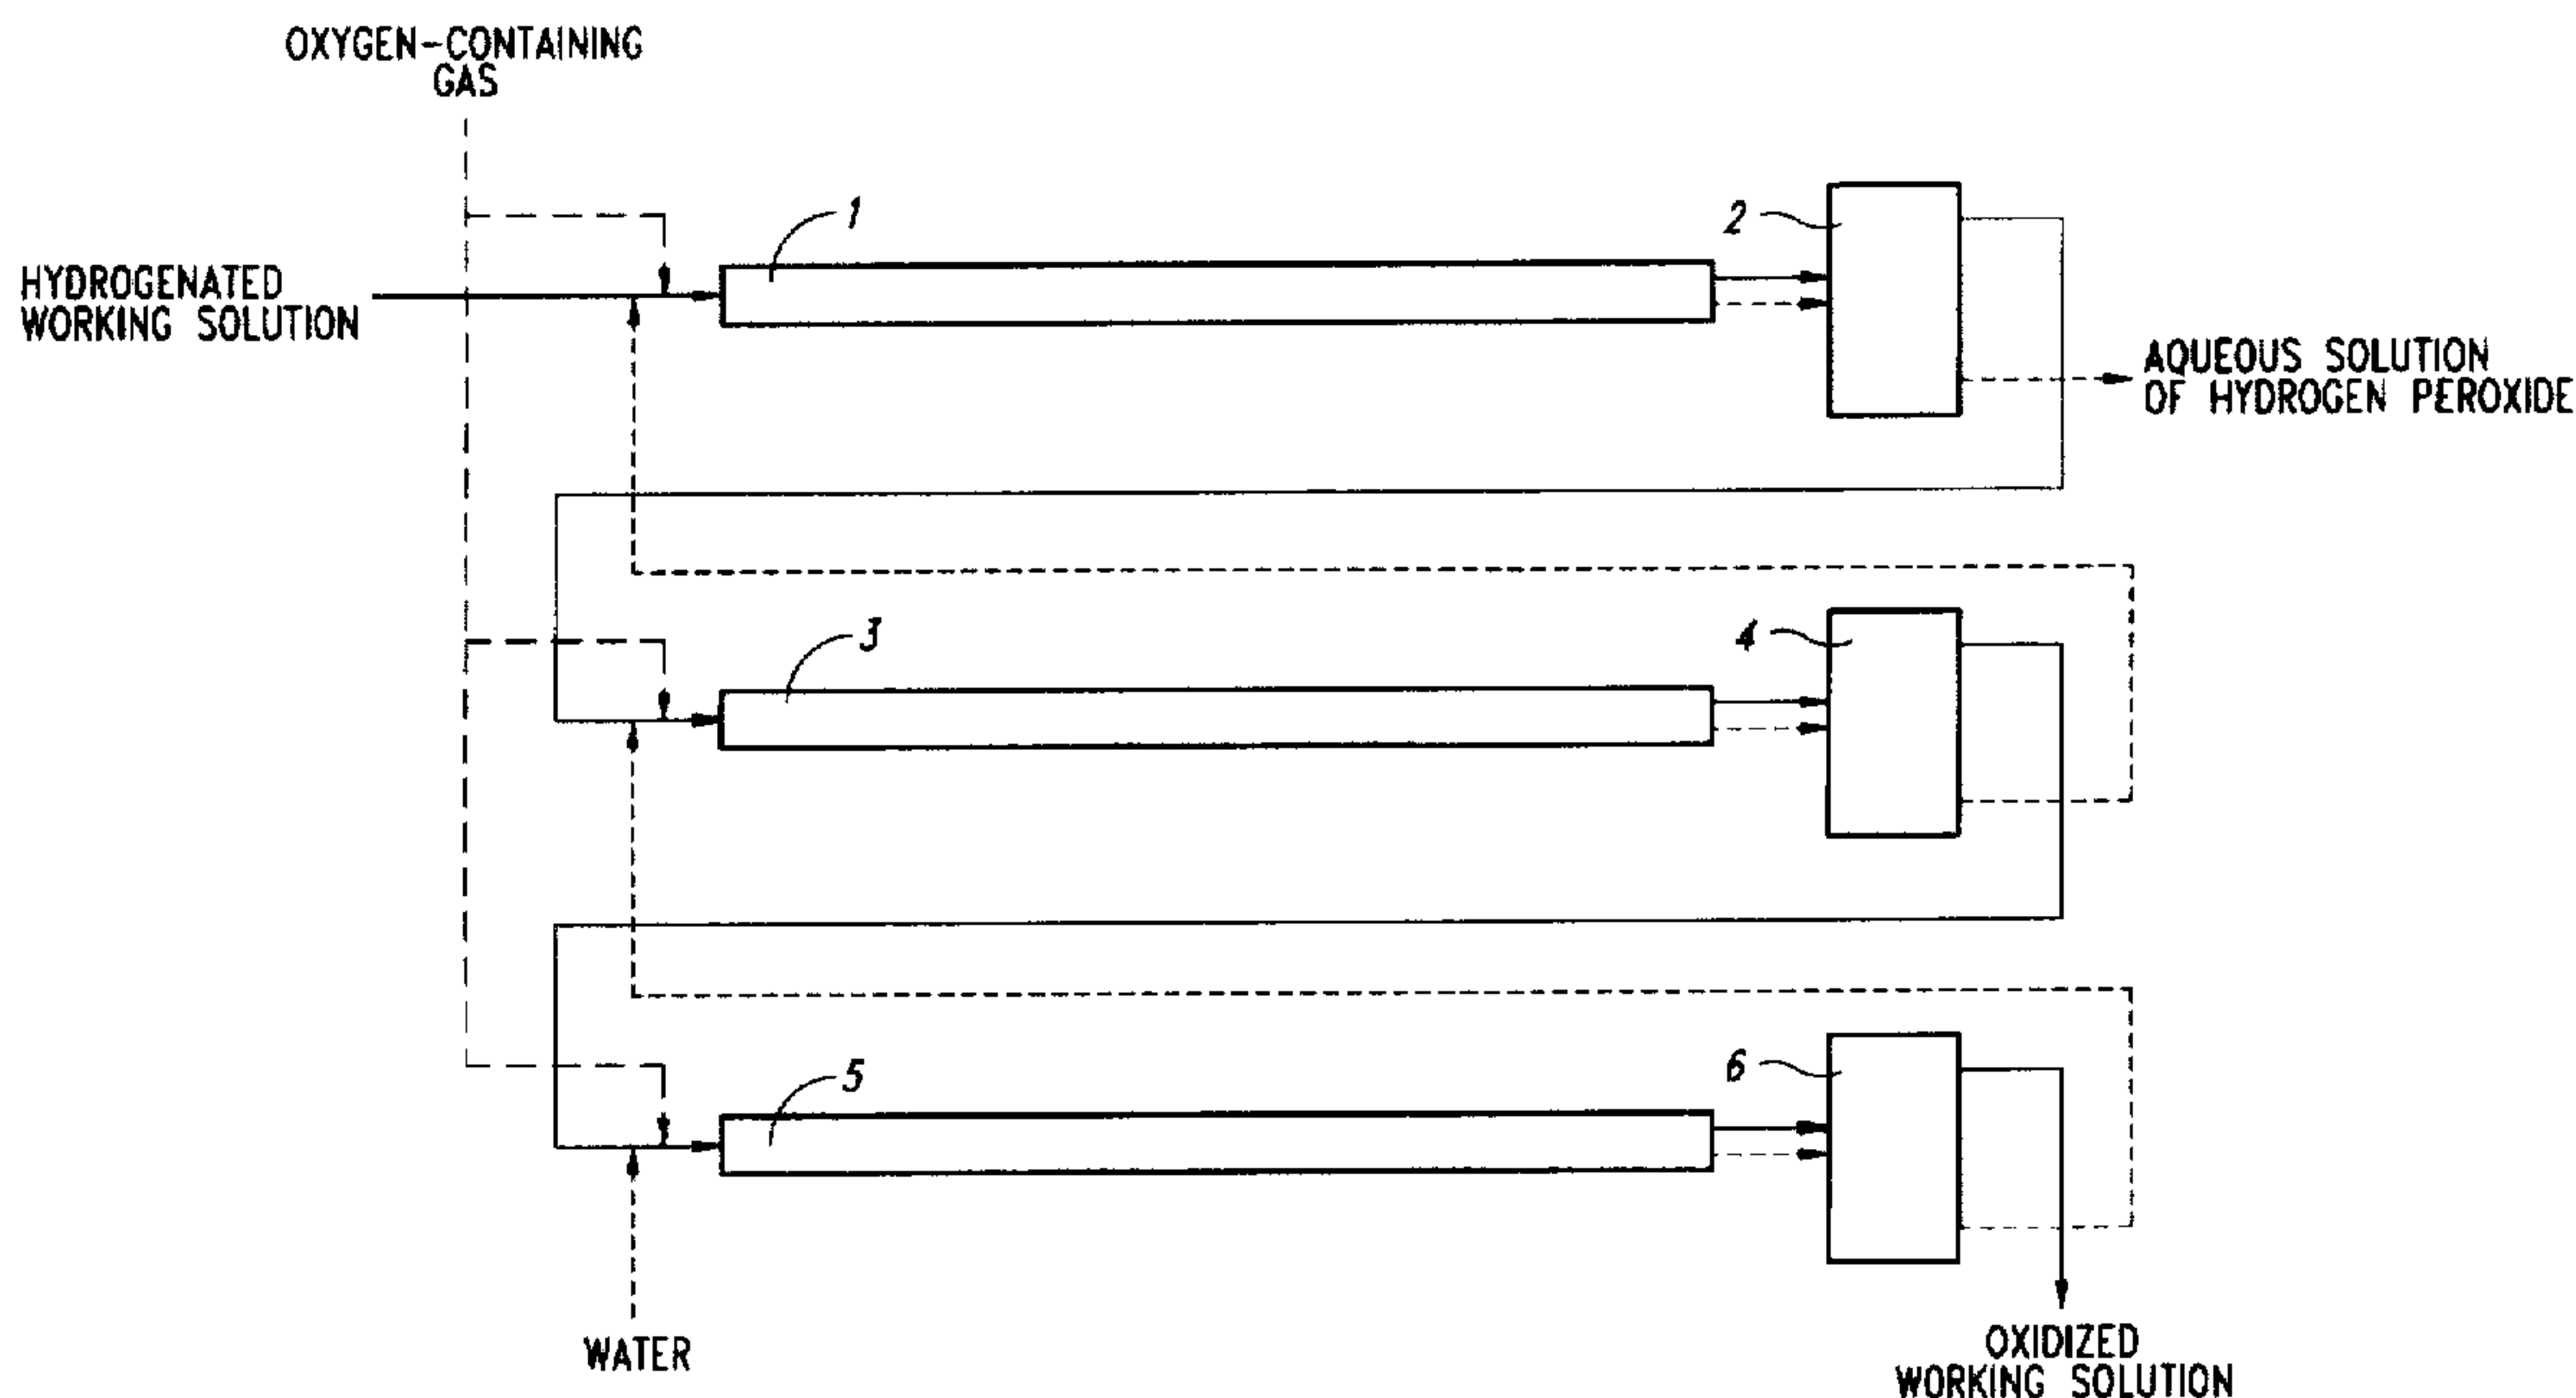 OXYGEN-CONTAINING
GAS
1
2
HYDROGENATED
WORKING SOLUTION
AQUEOUS SOLUTION
OF HYDROGEN PEROXIDE
3
4
5
6
WATER
OXIDIZED
WORKING SOLUTION